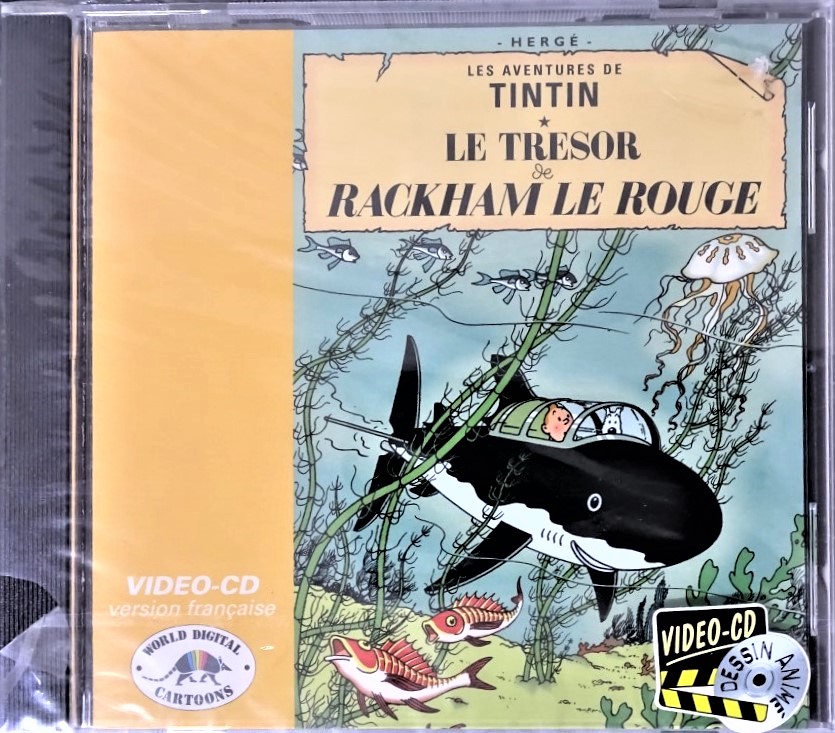 - HERGÉ -
LES AVENTURES DE
TINTIN
LE TRESOR
de
RACKHAM LE ROUGE
VIDEO-CD
version française
WORLD DIGITAL
CARTOONS
VIDEO-CD
DESSIN ANIMÉ